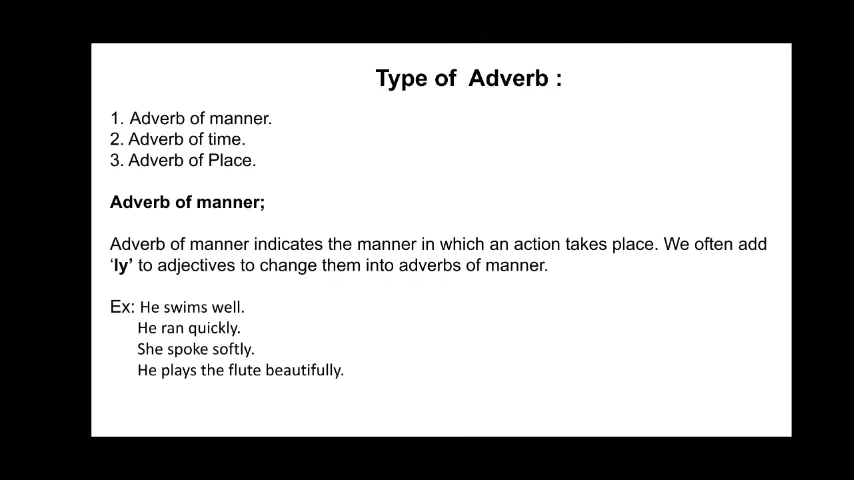 Type of Adverb :
1. Adverb of manner.
2. Adverb of time.
3. Adverb of Place.
Adverb of manner;
Adverb of manner indicates the manner in which an action takes place. We often add
‘ly’ to adjectives to change them into adverbs of manner.
Ex: He swims well.
He ran quickly.
She spoke softly.
He plays the flute beautifully.